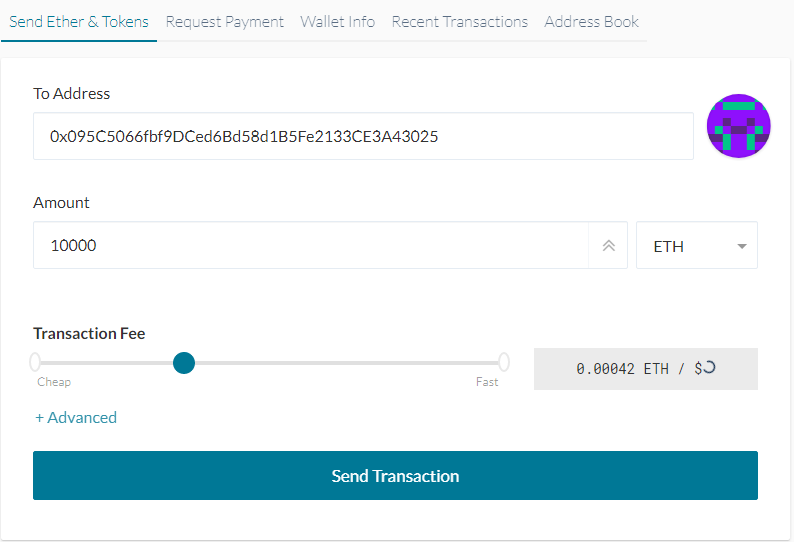 Send Ether & Tokens Request Payment Wallet Info Recent Transactions Address Book
To Address
0x095C5066fbf9DCed6Bd58d1B5Fe2133CE3A43025
Amount
10000 ETH
Transaction Fee
0.00042 ETH / $
Cheap Fast
+ Advanced
Send Transaction